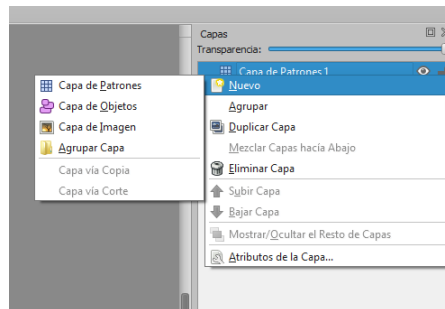 Capas
Transparencia:
Capa de Patrones 1
Nuevo
Agrupar
Duplicar Capa
Mezclar Capas hacía Abajo
Eliminar Capa
Subir Capa
Bajar Capa
Mostrar/Ocultar el Resto de Capas
Atributos de la Capa...
Capa de Patrones
Capa de Objetos
Capa de Imagen
Agrupar Capa
Capa vía Copia
Capa vía Corte